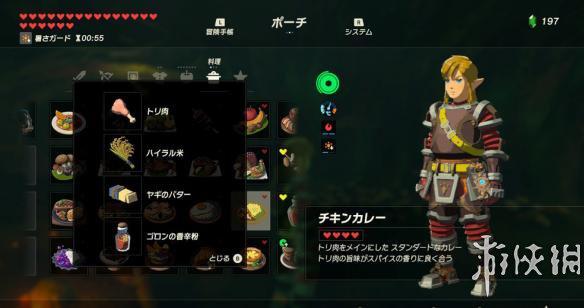 L
ポーチ
R
冒険手帳
システム
197
暑さガード 00:55
料理
トリ肉
ハイラル米
ヤギのバター
ゴロンの香辛粉
とじる B
チキンカレー
トリ肉をメインにした スタンダードなカレー
トリ肉の旨味がスパイスの香りに良く合う
游侠網